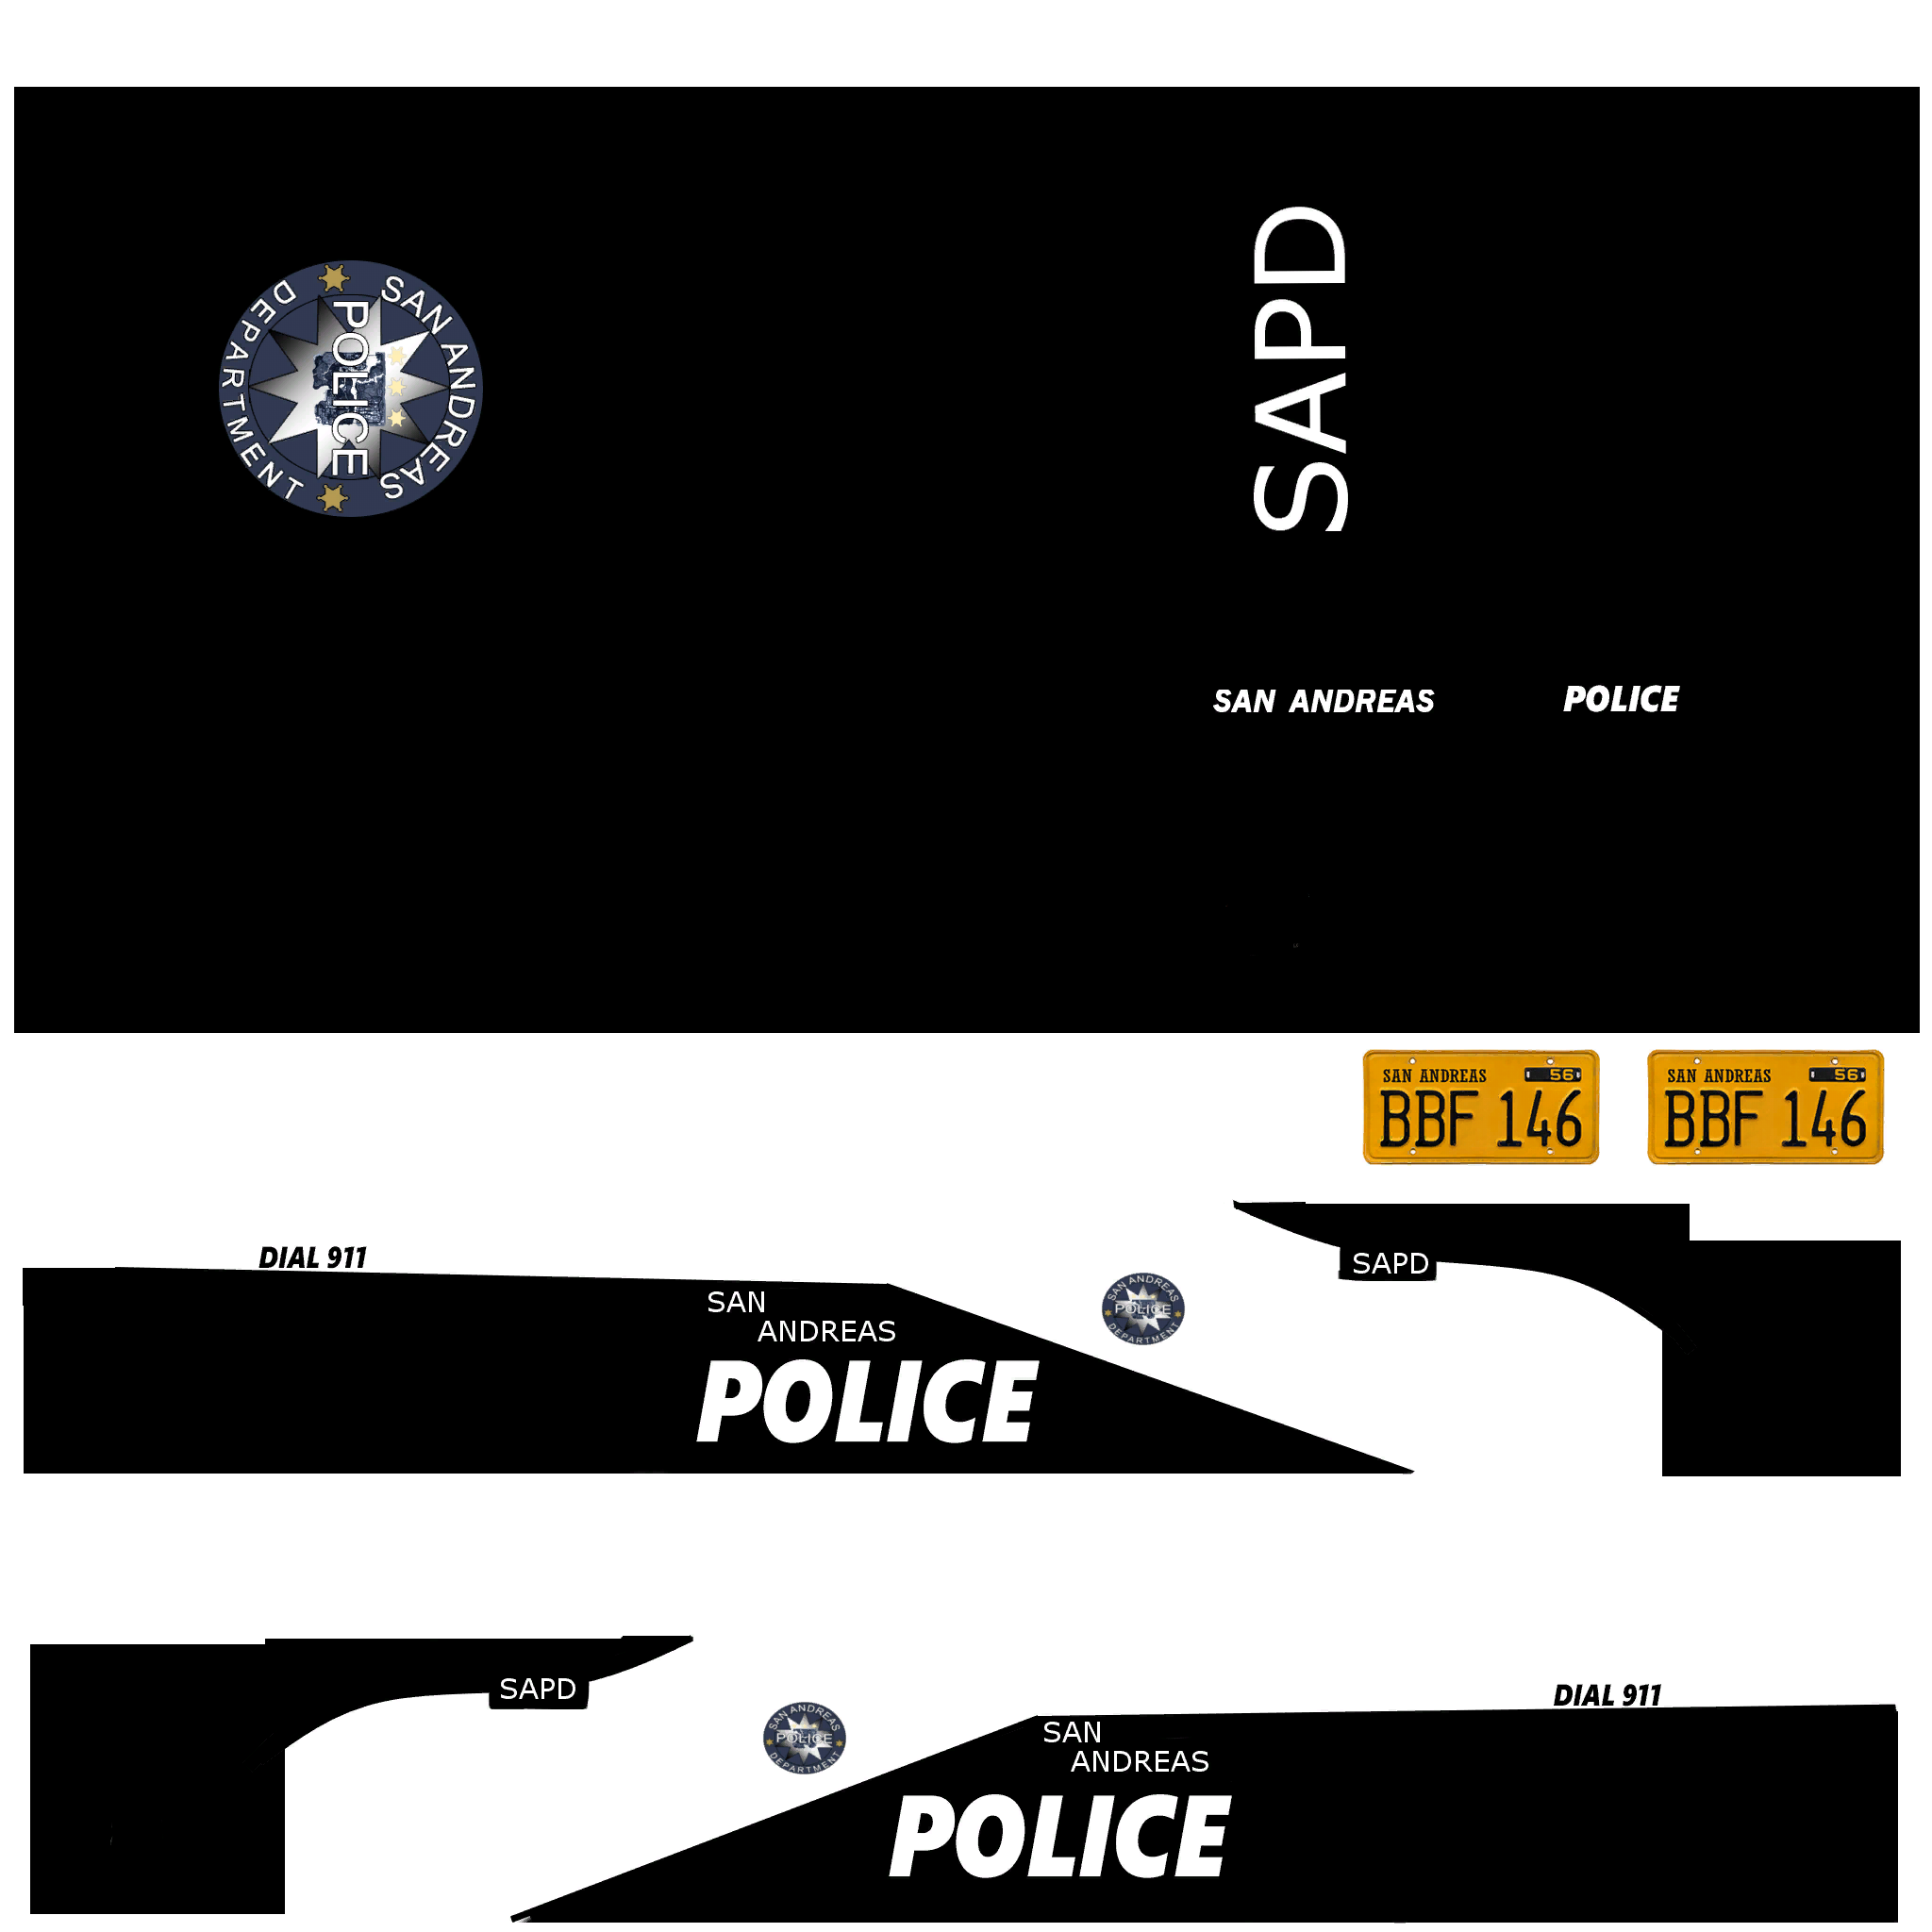 SAN ANDREAS
POLICE
DEPARTMENT
SAPD
SAN ANDREAS
POLICE
SAN ANDREAS 56
BBF 146
SAN ANDREAS 56
BBF 146
DIAL 911
SAPD
SAN
ANDREAS
POLICE
SAN ANDREAS
POLICE
DEPARTMENT
SAPD
DIAL 911
SAN ANDREAS
POLICE
DEPARTMENT
SAN
ANDREAS
POLICE